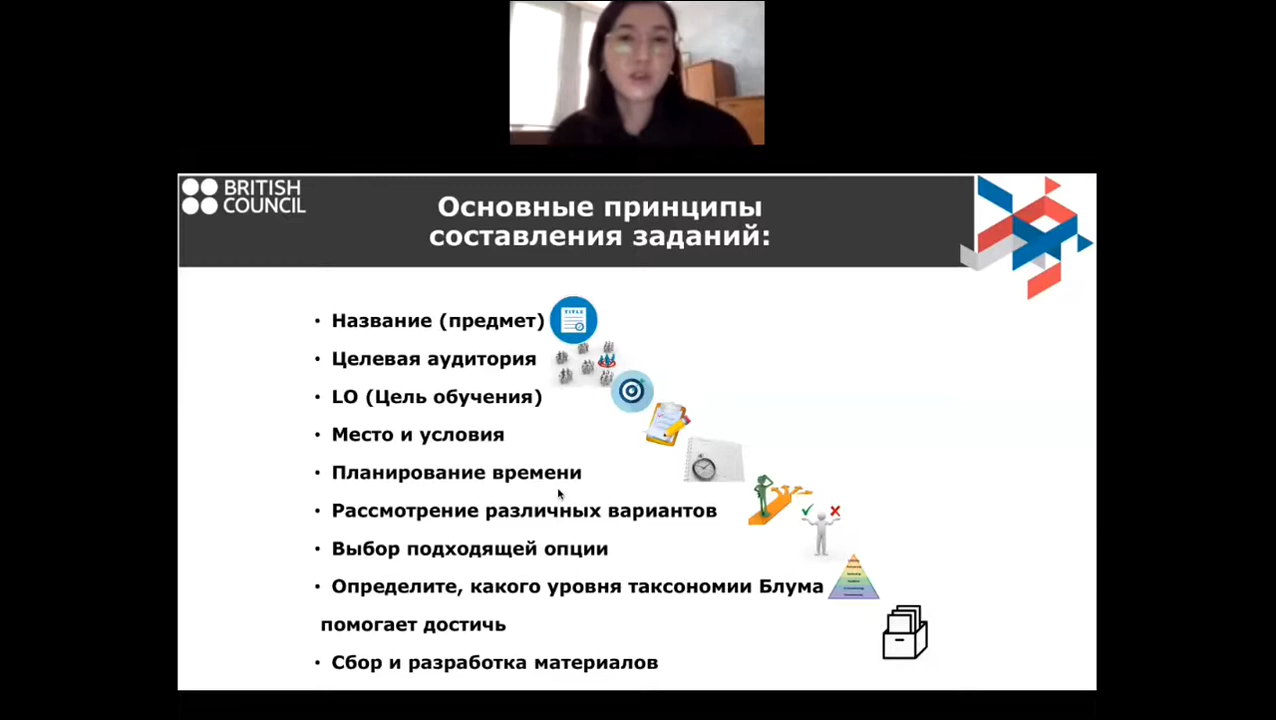 BRITISH
COUNCIL
Основные принципы
составления заданий:
• Название (предмет)
TITLE
• Целевая аудитория
• LO (Цель обучения)
• Место и условия
• Планирование времени
• Рассмотрение различных вариантов
• Выбор подходящей опции
• Определите, какого уровня таксономии Блума
помогает достичь
• Сбор и разработка материалов